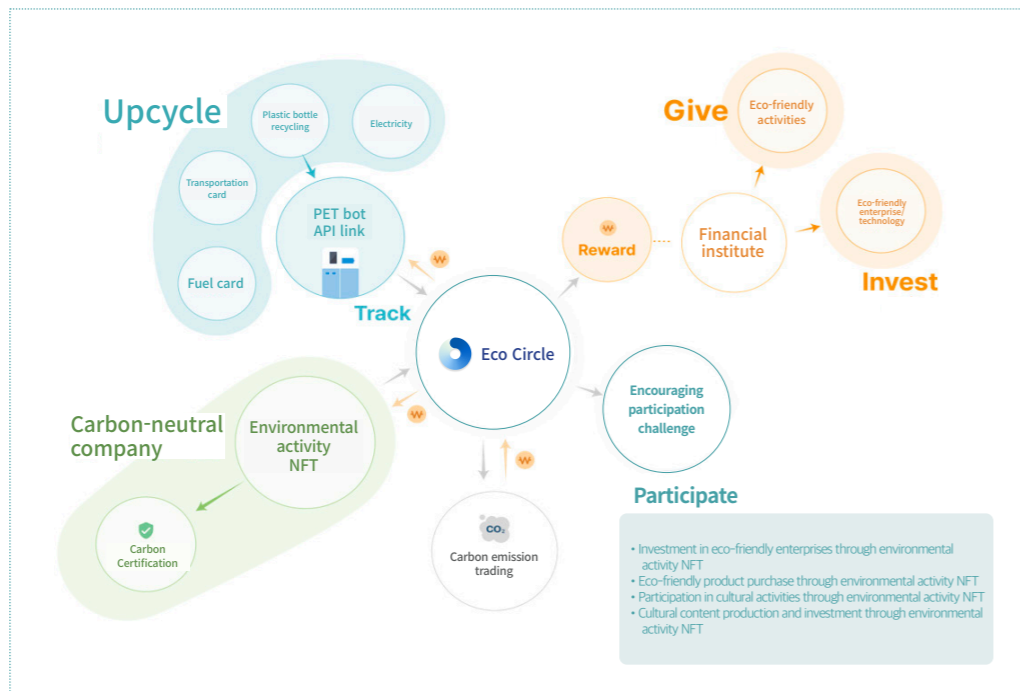 Upcycle
Plastic bottle
recycling
Electricity
Transportation
card
Fuel card
PET bot
API link
Track
₩
₩
Reward
Financial
institute
Give
Eco-friendly
activities
Eco-friendly
enterprise/
technology
Invest
Eco Circle
Carbon-neutral
company
Environmental
activity
NFT
₩
Carbon
Certification
₩
CO₂
Carbon emission
trading
Encouraging
participation
challenge
Participate
• Investment in eco-friendly enterprises through environmental
activity NFT
• Eco-friendly product purchase through environmental activity NFT
• Participation in cultural activities through environmental activity NFT
• Cultural content production and investment through environmental
activity NFT